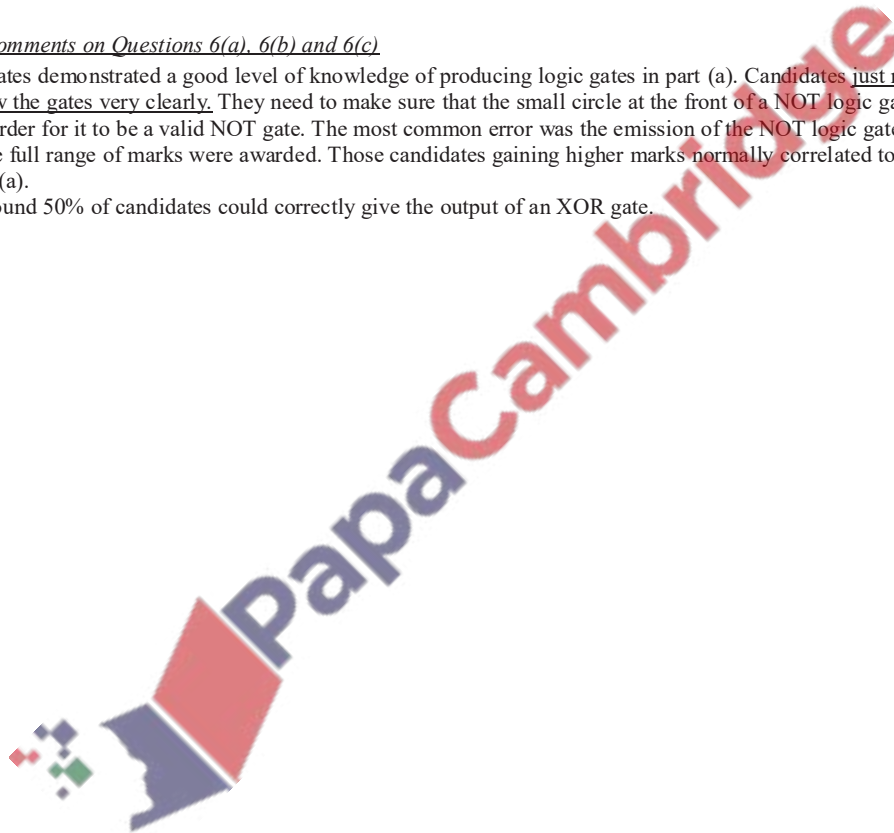 omments on Questions 6(a), 6(b) and 6(c)
ates demonstrated a good level of knowledge of producing logic gates in part (a). Candidates just
w the gates very clearly. They need to make sure that the small circle at the front of a NOT logic ga
rder for it to be a valid NOT gate. The most common error was the emission of the NOT logic gate
e full range of marks were awarded. Those candidates gaining higher marks normally correlated to
(a).
und 50% of candidates could correctly give the output of an XOR gate.
PapaCambridge